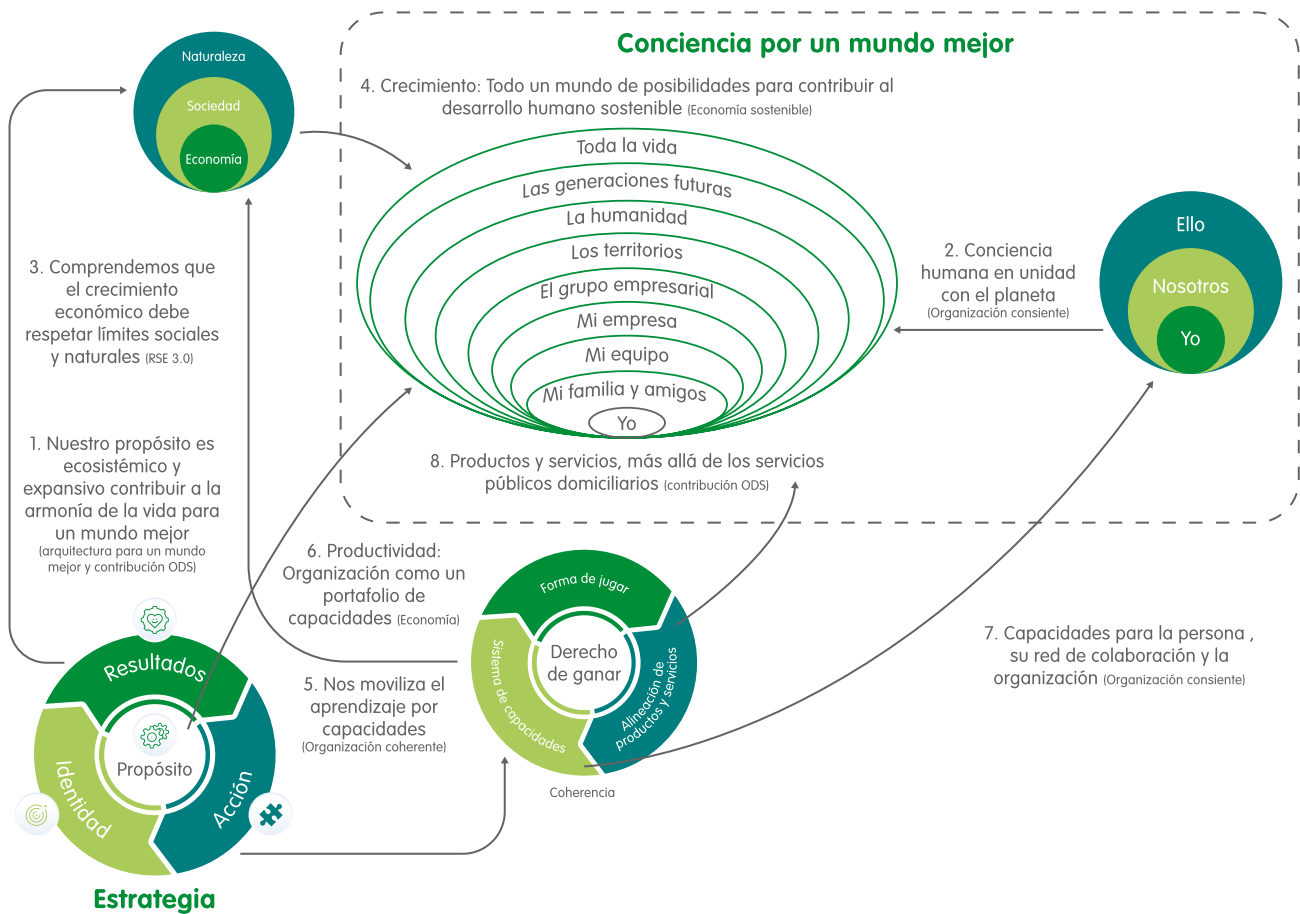 Conciencia por un mundo mejor
4. Crecimiento: Todo un mundo de posibilidades para contribuir al
desarrollo humano sostenible (Economía sostenible)
Naturaleza
Sociedad
Economía
Toda la vida
Las generaciones futuras
La humanidad
Los territorios
El grupo empresarial
Mi empresa
Mi equipo
Mi familia y amigos
Yo
2. Conciencia
humana en unidad
con el planeta
(Organización consiente)
Ello
Nosotros
Yo
3. Comprendemos que
el crecimiento
económico debe
respetar límites sociales
y naturales (RSE 3.0)
1. Nuestro propósito es
ecosistémico y
expansivo contribuir a la
armonía de la vida para
un mundo mejor
(arquitectura para un mundo
mejor y contribución ODS)
8. Productos y servicios, más allá de los servicios
públicos domiciliarios (contribución ODS)
6. Productividad:
Organización como un
portafolio de
capacidades (Economía)
5. Nos moviliza el
aprendizaje por
capacidades
(Organización coherente)
Forma de jugar
Derecho
de ganar
Sistema de capacidades
Alineación de
productos y servicios
Coherencia
7. Capacidades para la persona ,
su red de colaboración y la
organización (Organización consiente)
Resultados
Propósito
Identidad
Acción
Estrategia